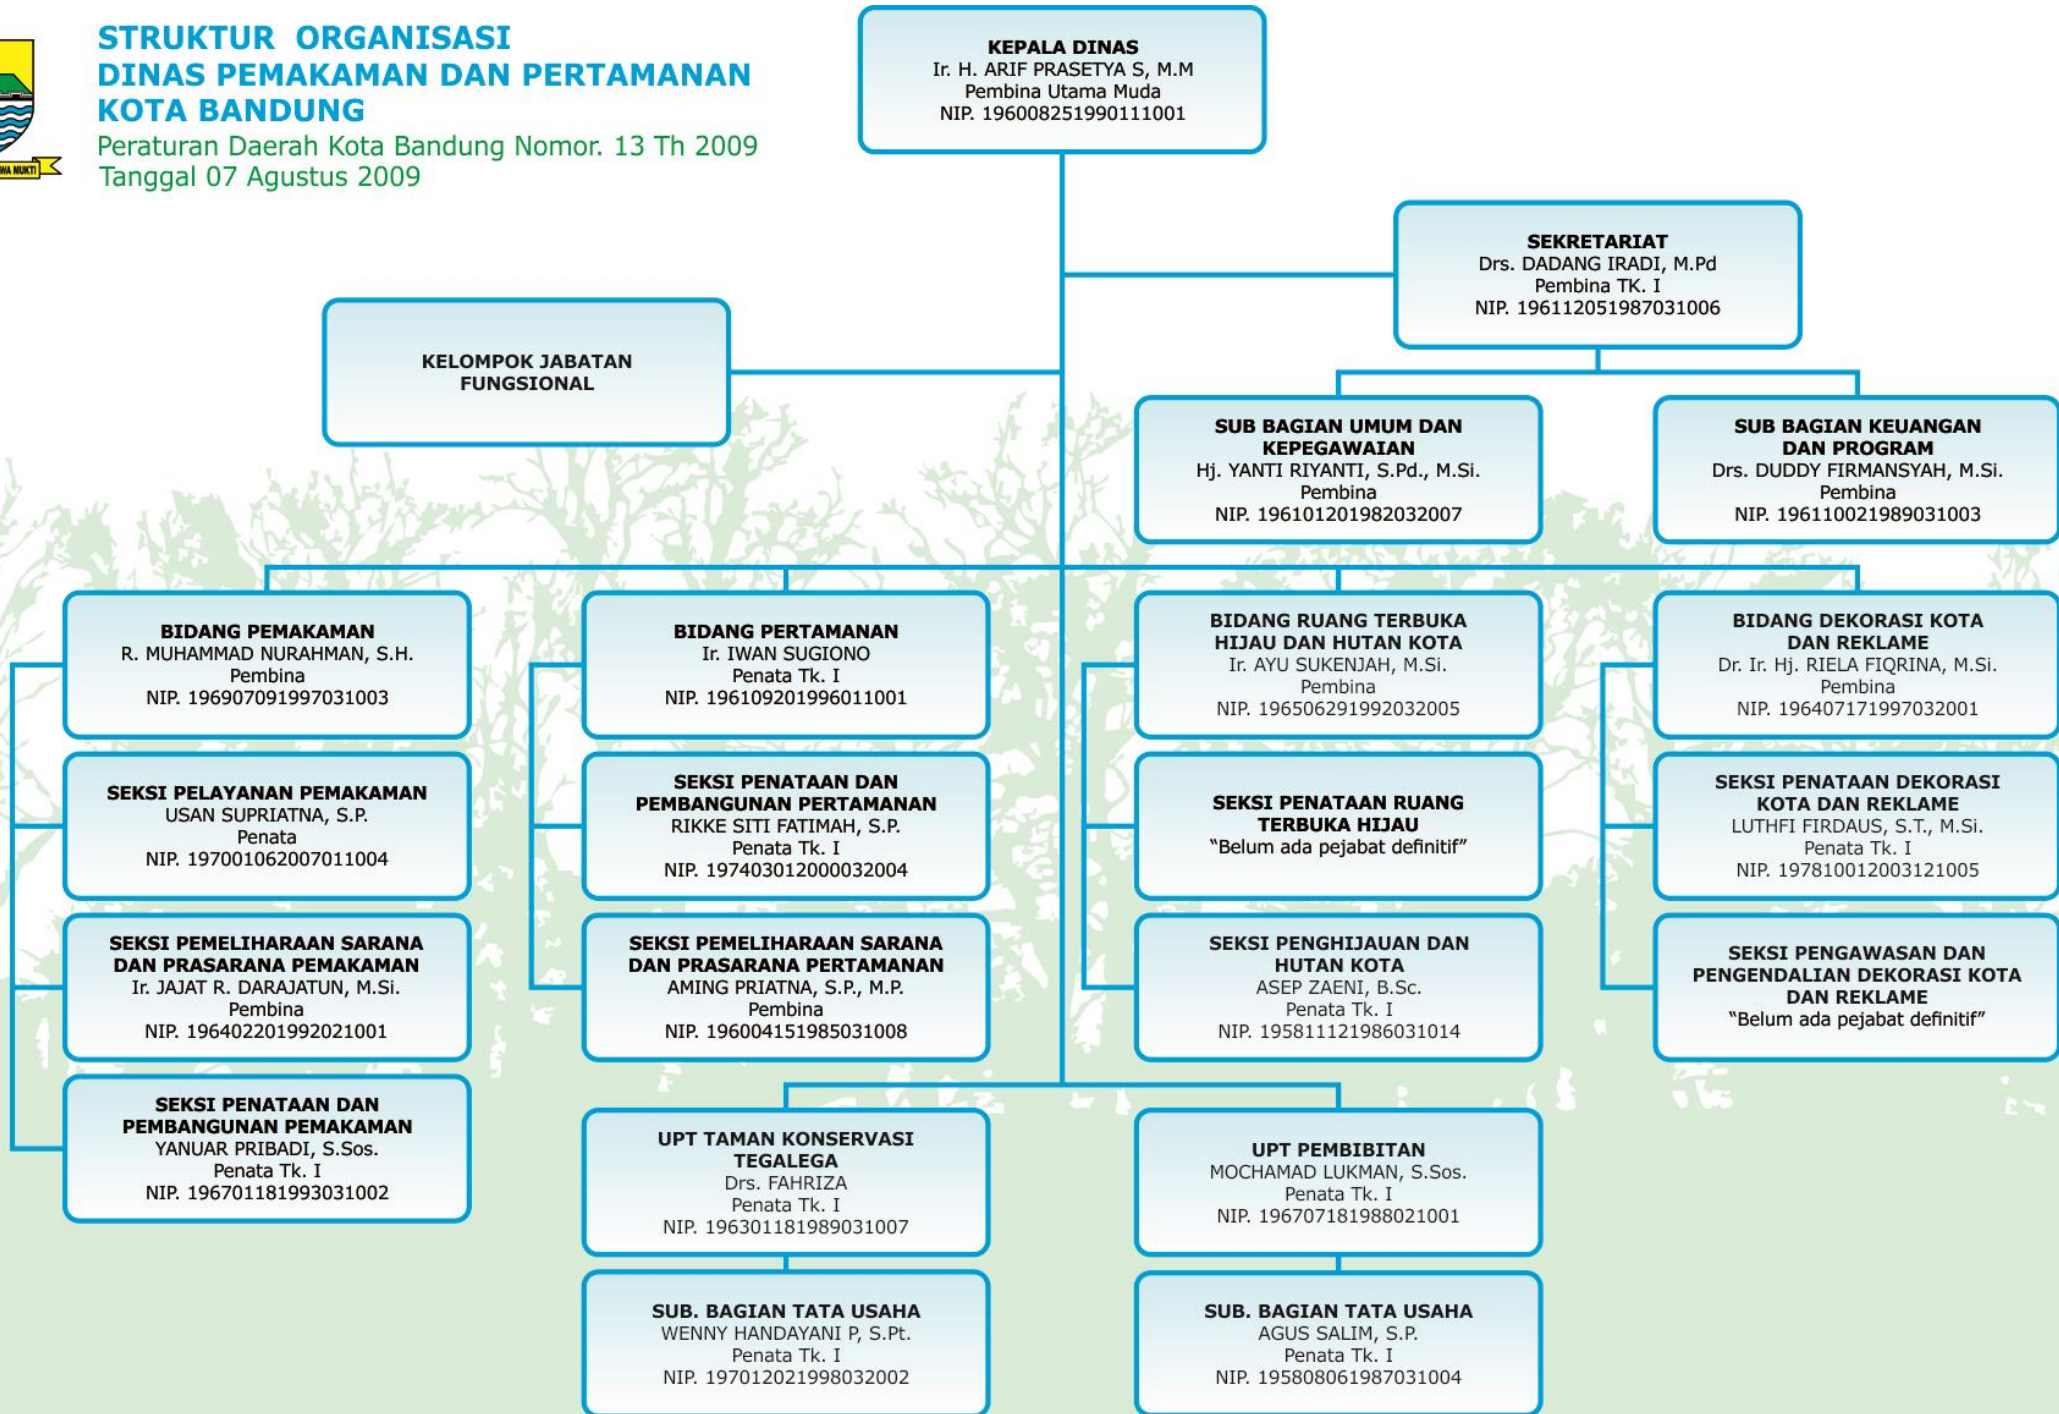 STRUKTUR ORGANISASI
DINAS PEMAKAMAN DAN PERTAMANAN
KOTA BANDUNG
Peraturan Daerah Kota Bandung Nomor. 13 Th 2009
Tanggal 07 Agustus 2009
WA MUKTI
KEPALA DINAS
Ir. H. ARIF PRASETYA S, M.M
Pembina Utama Muda
NIP. 196008251990111001
SEKRETARIAT
Drs. DADANG IRADI, M.Pd
Pembina TK. I
NIP. 196112051987031006
KELOMPOK JABATAN
FUNGSIONAL
SUB BAGIAN UMUM DAN
KEPEGAWAIAN
Hj. YANTI RIYANTI, S.Pd., M.Si.
Pembina
NIP. 196101201982032007
SUB BAGIAN KEUANGAN
DAN PROGRAM
Drs. DUDDY FIRMANSYAH, M.Si.
Pembina
NIP. 196110021989031003
BIDANG PEMAKAMAN
R. MUHAMMAD NURAHMAN, S.H.
Pembina
NIP. 196907091997031003
BIDANG PERTAMANAN
Ir. IWAN SUGIONO
Penata Tk. I
NIP. 196109201996011001
BIDANG RUANG TERBUKA
HIJAU DAN HUTAN KOTA
Ir. AYU SUKENJAH, M.Si.
Pembina
NIP. 196506291992032005
BIDANG DEKORASI KOTA
DAN REKLAME
Dr. Ir. Hj. RIELA FIQRINA, M.Si.
Pembina
NIP. 196407171997032001
SEKSI PELAYANAN PEMAKAMAN
USAN SUPRIATNA, S.P.
Penata
NIP. 197001062007011004
SEKSI PENATAAN DAN
PEMBANGUNAN PERTAMANAN
RIKKE SITI FATIMAH, S.P.
Penata Tk. I
NIP. 197403012000032004
SEKSI PENATAAN RUANG
TERBUKA HIJAU
“Belum ada pejabat definitif”
SEKSI PENATAAN DEKORASI
KOTA DAN REKLAME
LUTHFI FIRDAUS, S.T., M.Si.
Penata Tk. I
NIP. 197810012003121005
SEKSI PEMELIHARAAN SARANA
DAN PRASARANA PEMAKAMAN
Ir. JAJAT R. DARAJATUN, M.Si.
Pembina
NIP. 196402201992021001
SEKSI PEMELIHARAAN SARANA
DAN PRASARANA PERTAMANAN
AMING PRIATNA, S.P., M.P.
Pembina
NIP. 196004151985031008
SEKSI PENGHIJAUAN DAN
HUTAN KOTA
ASEP ZAENI, B.Sc.
Penata Tk. I
NIP. 195811121986031014
SEKSI PENGAWASAN DAN
PENGENDALIAN DEKORASI KOTA
DAN REKLAME
“Belum ada pejabat definitif”
SEKSI PENATAAN DAN
PEMBANGUNAN PEMAKAMAN
YANUAR PRIBADI, S.Sos.
Penata Tk. I
NIP. 196701181993031002
UPT TAMAN KONSERVASI
TEGALEGA
Drs. FAHRIZA
Penata Tk. I
NIP. 196301181989031007
UPT PEMBIBITAN
MOCHAMAD LUKMAN, S.Sos.
Penata Tk. I
NIP. 196707181988021001
SUB. BAGIAN TATA USAHA
WENNY HANDAYANI P, S.Pt.
Penata Tk. I
NIP. 197012021998032002
SUB. BAGIAN TATA USAHA
AGUS SALIM, S.P.
Penata Tk. I
NIP. 195808061987031004